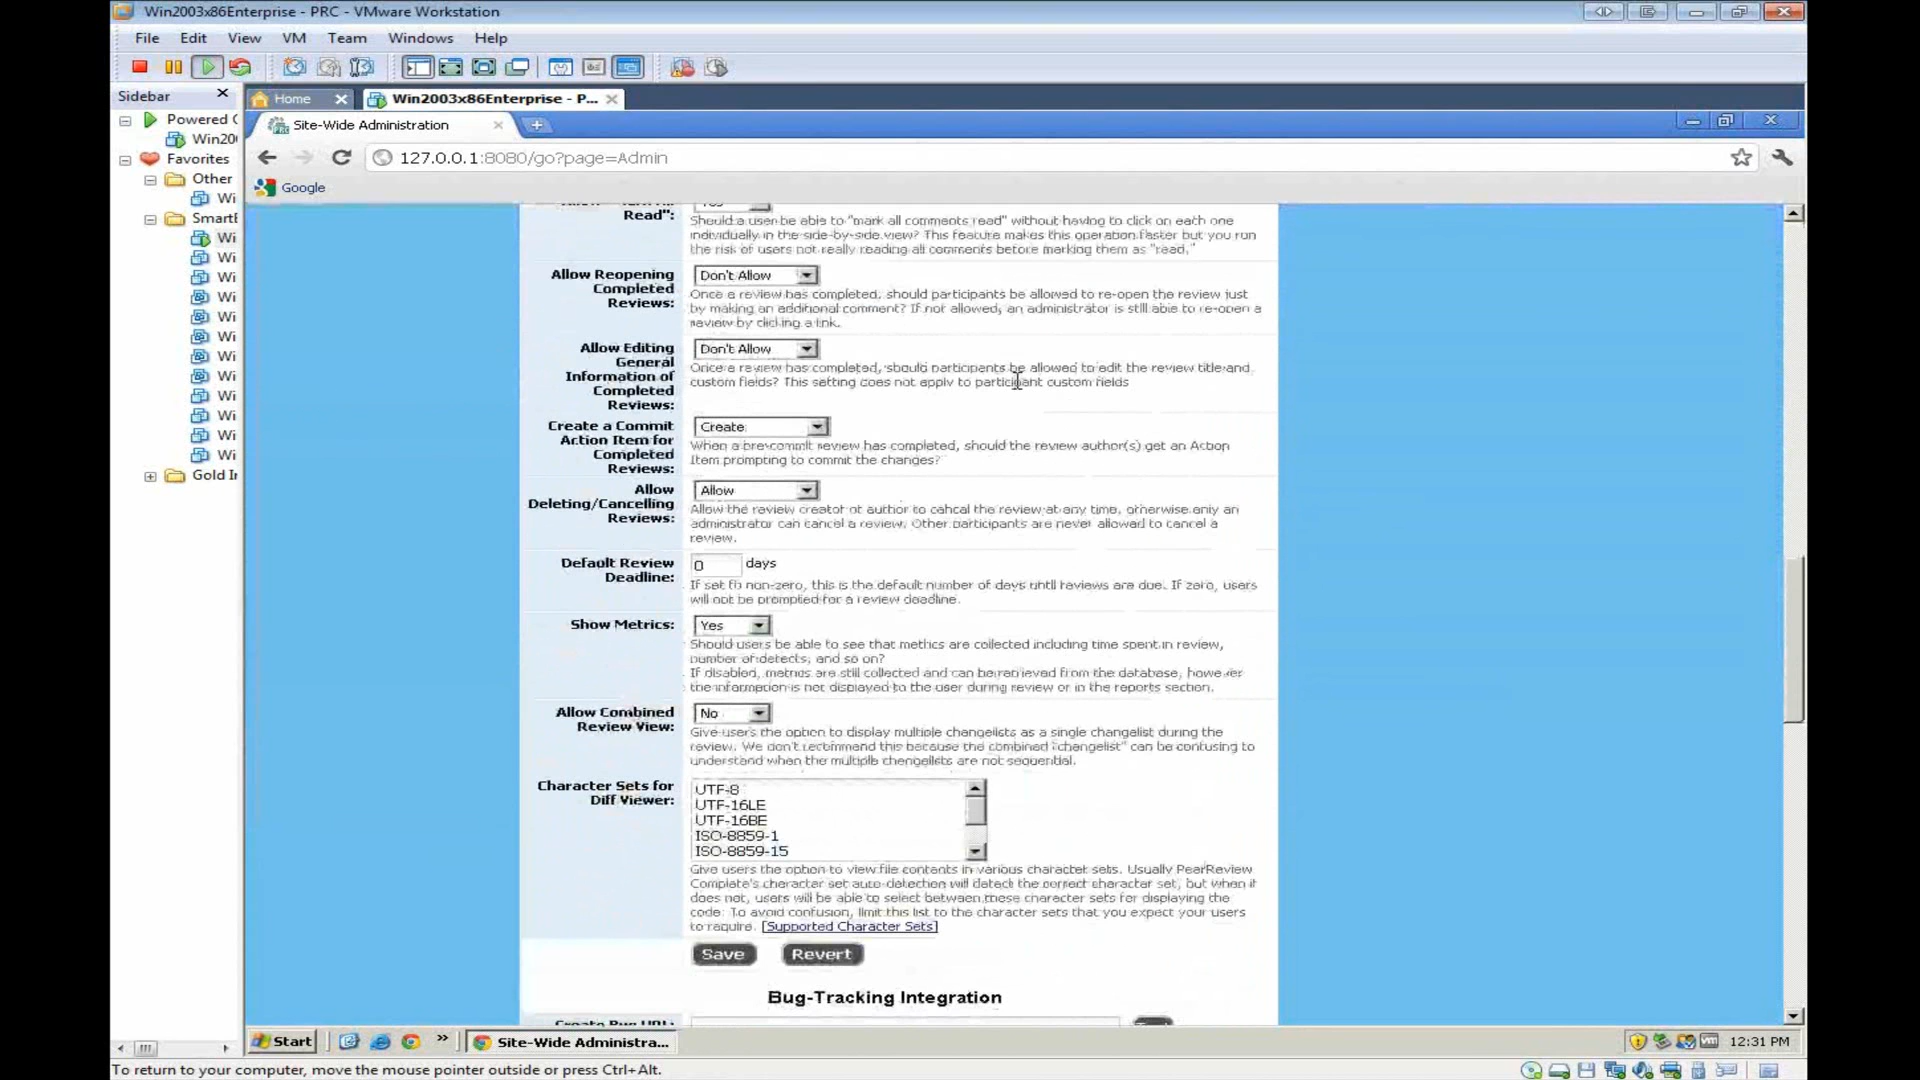 Win2003x86Enterprise - PRC - VMware Workstation
File Edit View VM Team Windows Help
Sidebar
Home
Win2003x86Enterprise - P...
Powered
Site-Wide Administration
Win20
Favorites
127.0.0.1:8080/go?page=Admin
Other
Wi
Google
Smart
Read":
Should a user be able to "mark all comments read" without having to click on each one
individually in the side-by-side view? This feature makes this operation faster but you run
the risk of users not really reading all comments before marking them as "read."
Wi
Wi
Wi
Wi
Wi
Wi
Wi
Wi
Wi
Wi
Wi
Wi
Gold Ir
Allow Reopening
Completed
Reviews:
Don't Allow
Once a review has completed, should participants be allowed to re-open the review just
by making an additional comment? If not allowed, an administrator is still able to re-open a
review by clicking a link.
Allow Editing
General
Information of
Completed
Reviews:
Don't Allow
Once a review has completed, should participants be allowed to edit the review title and
custom fields? This setting does not apply to participant custom fields
Create a Commit
Action Item for
Completed
Reviews:
Create
When a pre-commit review has completed, should the review author(s) get an Action
Item prompting to commit the changes?
Allow
Deleting/Cancelling
Reviews:
Allow
Allow the review creator or author to cancel the review at any time, otherwise only an
administrator can cancel a review. Other participants are never allowed to cancel a
review.
Default Review
Deadline:
0 days
If set to non-zero, this is the default number of days until reviews are due. If zero, users
will not be prompted for a review deadline.
Show Metrics:
Yes
Should users be able to see that metrics are collected including time spent in review,
number of detects, and so on?
If disabled, metrics are still collected and can be retrieved from the database, however
the information is not displayed to the user during review or in the reports section.
Allow Combined
Review View:
No
Give users the option to display multiple changelists as a single changelist during the
review. We don't recommend this because the combined "changelist" can be confusing to
understand when the multiple changelists are not sequential.
Character Sets for
Diff Viewer:
UTF-8
UTF-16LE
UTF-16BE
ISO-8859-1
ISO-8859-15
Give users the option to view file contents in various character sets. Usually PeerReview
Complete's character set auto-detection will detect the correct character set, but when it
does not, users will be able to select between these character sets for displaying the
code. To avoid confusion, limit this list to the character sets that you expect your users
to require. [Supported Character Sets]
Save Revert
Bug-Tracking Integration
Create Bug URL:
Start
Site-Wide Administra...
12:31 PM
To return to your computer, move the mouse pointer outside or press Ctrl+Alt.